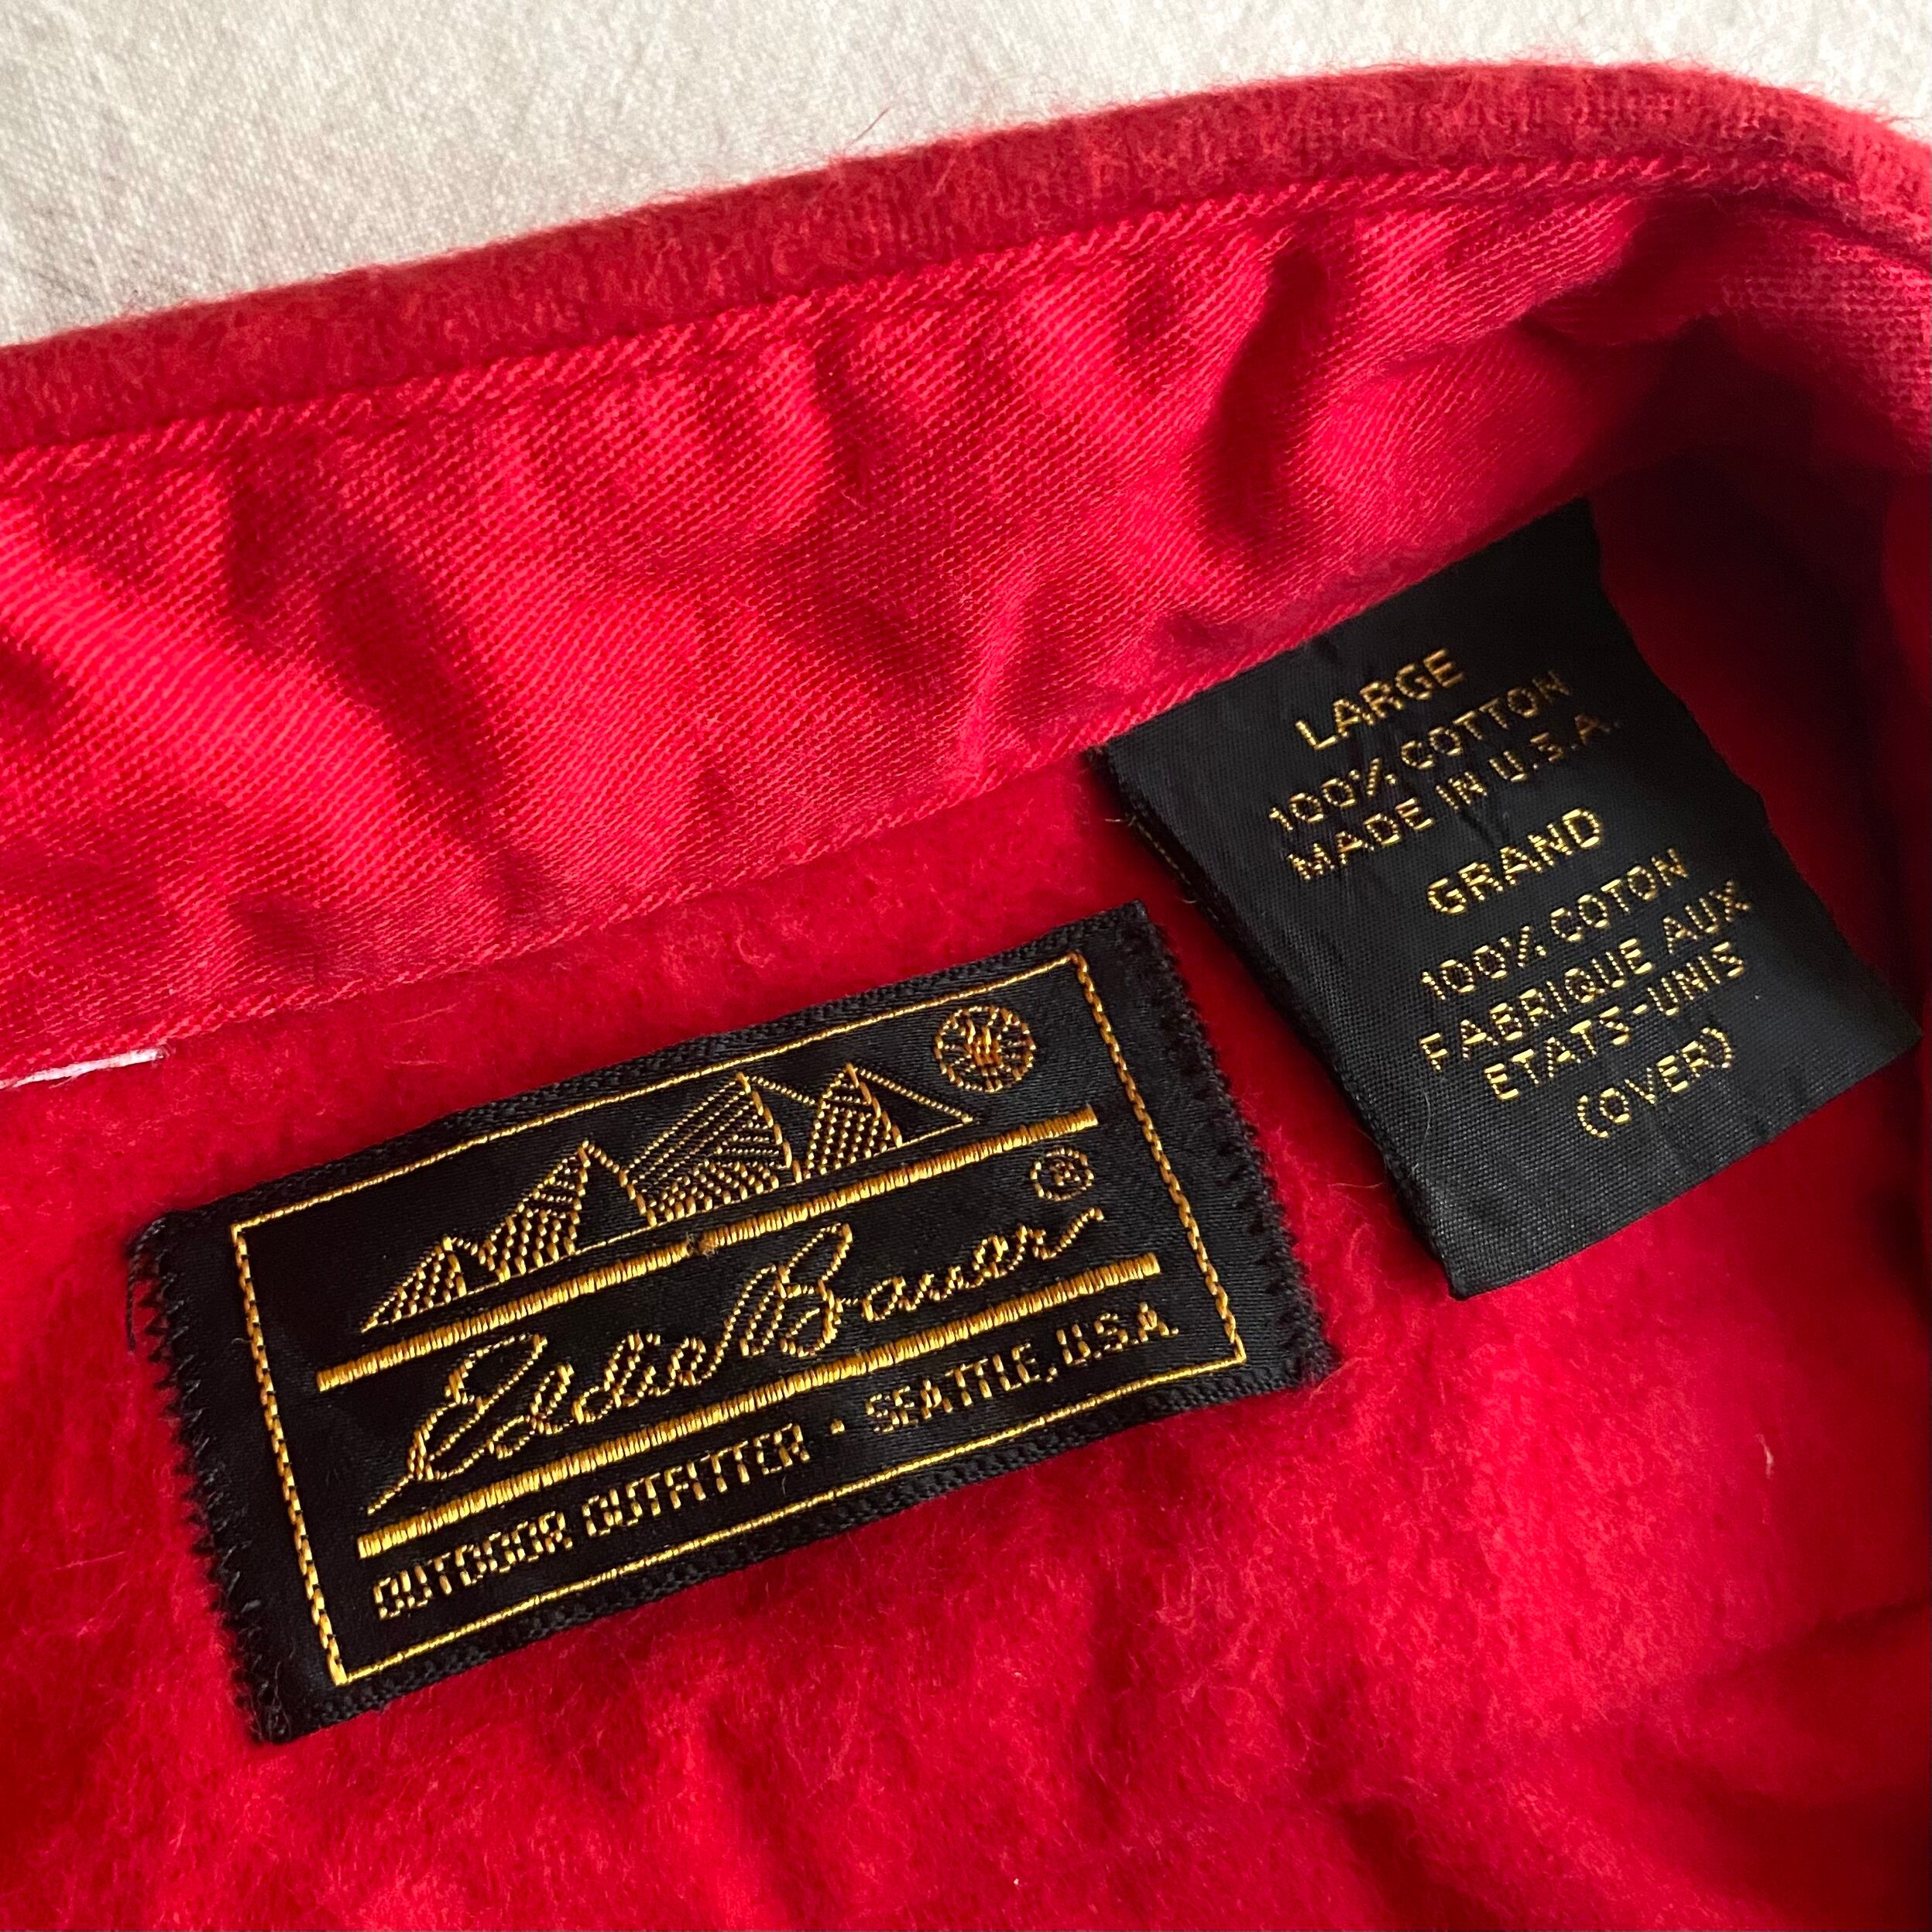 Eddie Bauer®
OUTDOOR OUTFITTER · SEATTLE, U.S.A.
LARGE
100% COTTON
MADE IN U.S.A.
GRAND
100% COTON
FABRIQUE AUX
ETATS-UNIS
(OVER)